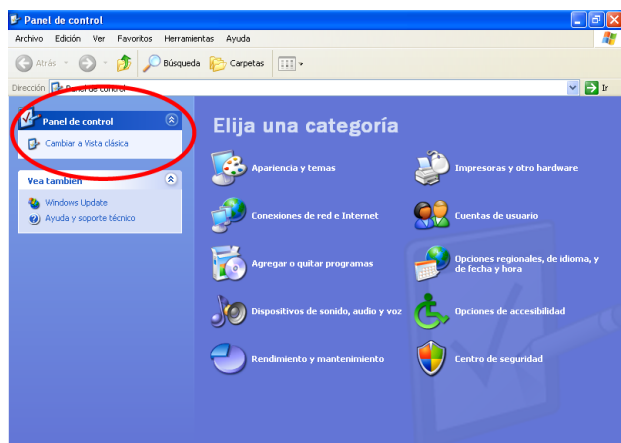 Panel de control
Archivo Edición Ver Favoritos Herramientas Ayuda
Atrás Búsqueda Carpetas
Dirección Panel de control Ir
Panel de control
Cambiar a Vista clásica
Vea también
Windows Update
Ayuda y soporte técnico
Elija una categoría
Apariencia y temas
Impresoras y otro hardware
Conexiones de red e Internet
Cuentas de usuario
Agregar o quitar programas
Opciones regionales, de idioma, y
de fecha y hora
Dispositivos de sonido, audio y voz
Opciones de accesibilidad
Rendimiento y mantenimiento
Centro de seguridad